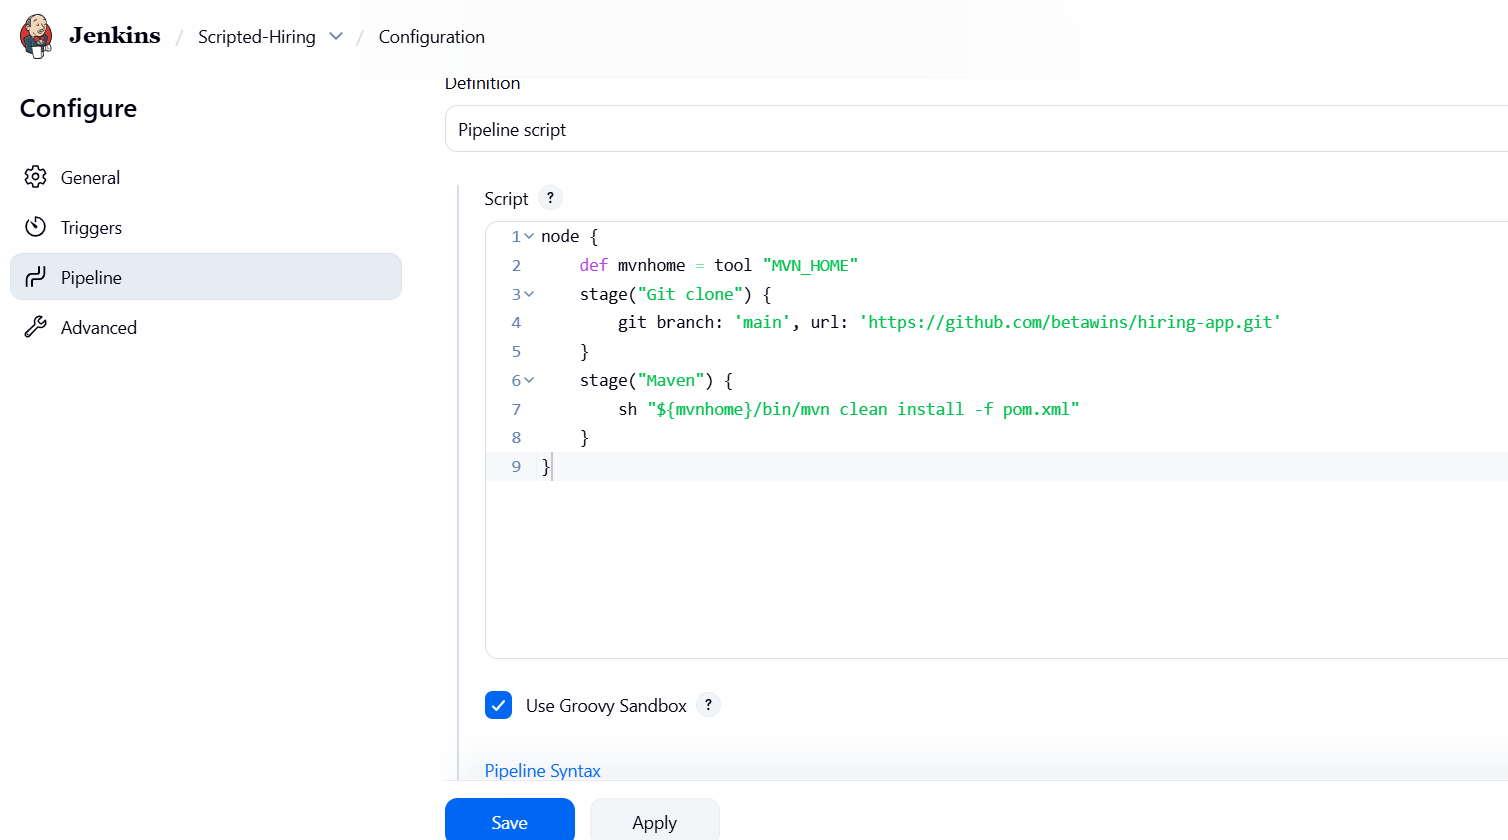 Jenkins / Scripted-Hiring / Configuration
Configure
General
Triggers
Pipeline
Advanced
Definition
Pipeline script
Script ?
1 node {
2     def mvnhome = tool "MVN_HOME"
3     stage("Git clone") {
4         git branch: 'main', url: 'https://github.com/betawins/hiring-app.git'
5     }
6     stage("Maven") {
7         sh "${mvnhome}/bin/mvn clean install -f pom.xml"
8     }
9 }
Use Groovy Sandbox ?
Pipeline Syntax
Save Apply